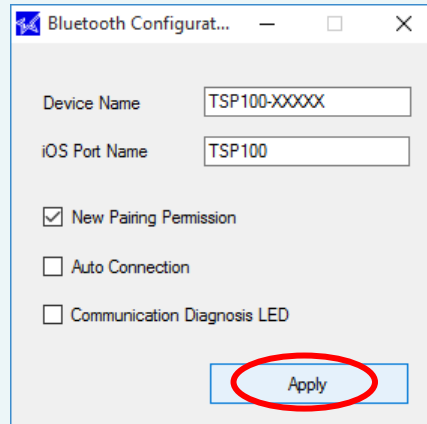 Bluetooth Configurat...
Device Name TSP100-XXXXX
iOS Port Name TSP100
New Pairing Permission
Auto Connection
Communication Diagnosis LED
Apply